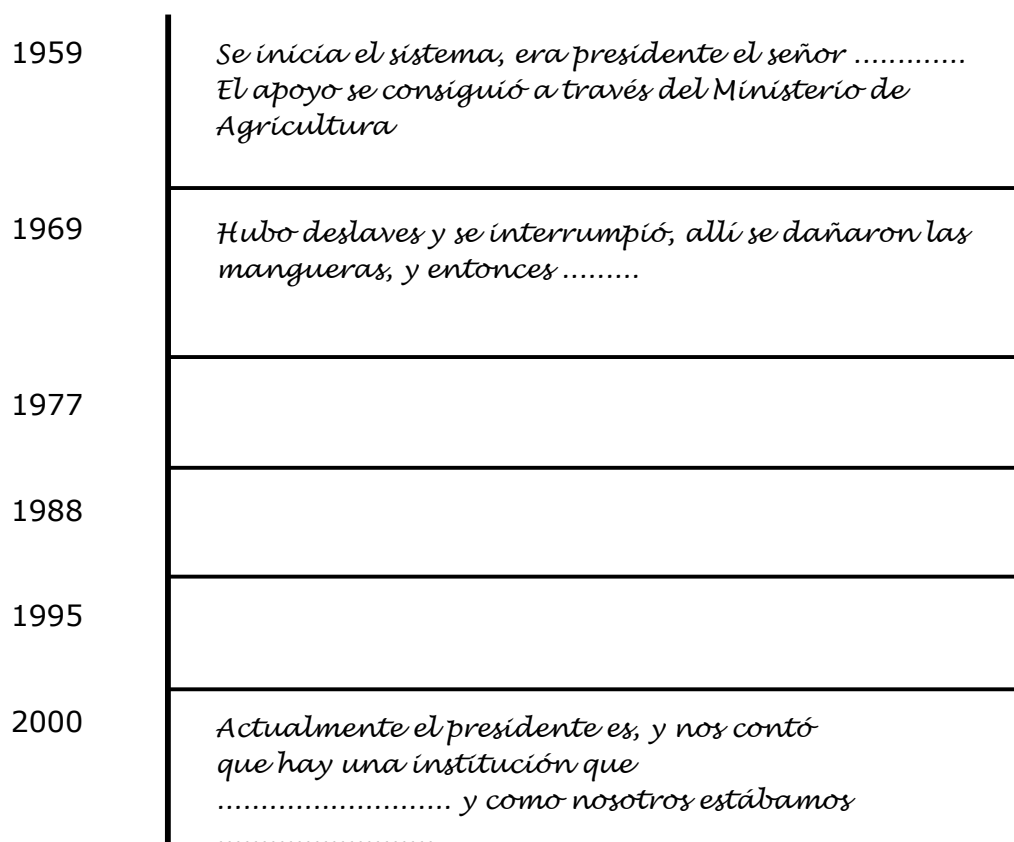 1959
Se inicia el sistema, era presidente el señor .............
El apoyo se consiguió a través del Ministerio de
Agricultura
1969
Hubo deslaves y se interrumpió, allí se dañaron las
mangueras, y entonces .........
1977
1988
1995
2000
Actualmente el presidente es, y nos contó
que hay una institución que
........................... y como nosotros estábamos
.........................